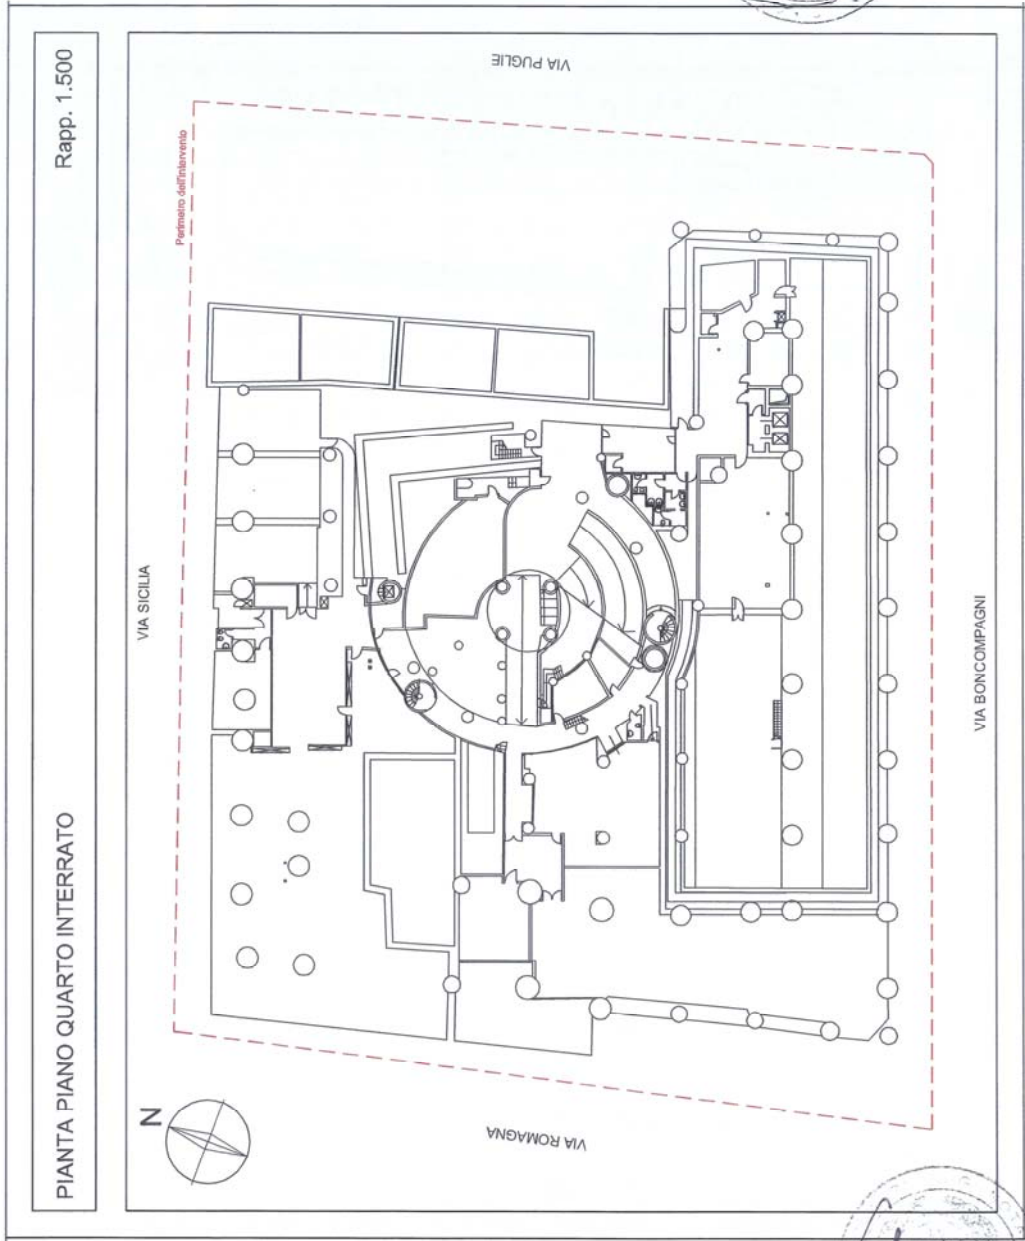 PIANTA PIANO QUARTO INTERRATO
Rapp. 1.500
VIA PUGLIE
Perimetro dell'intervento
VIA SICILIA
VIA BONCOMPAGNI
VIA ROMAGNA
N